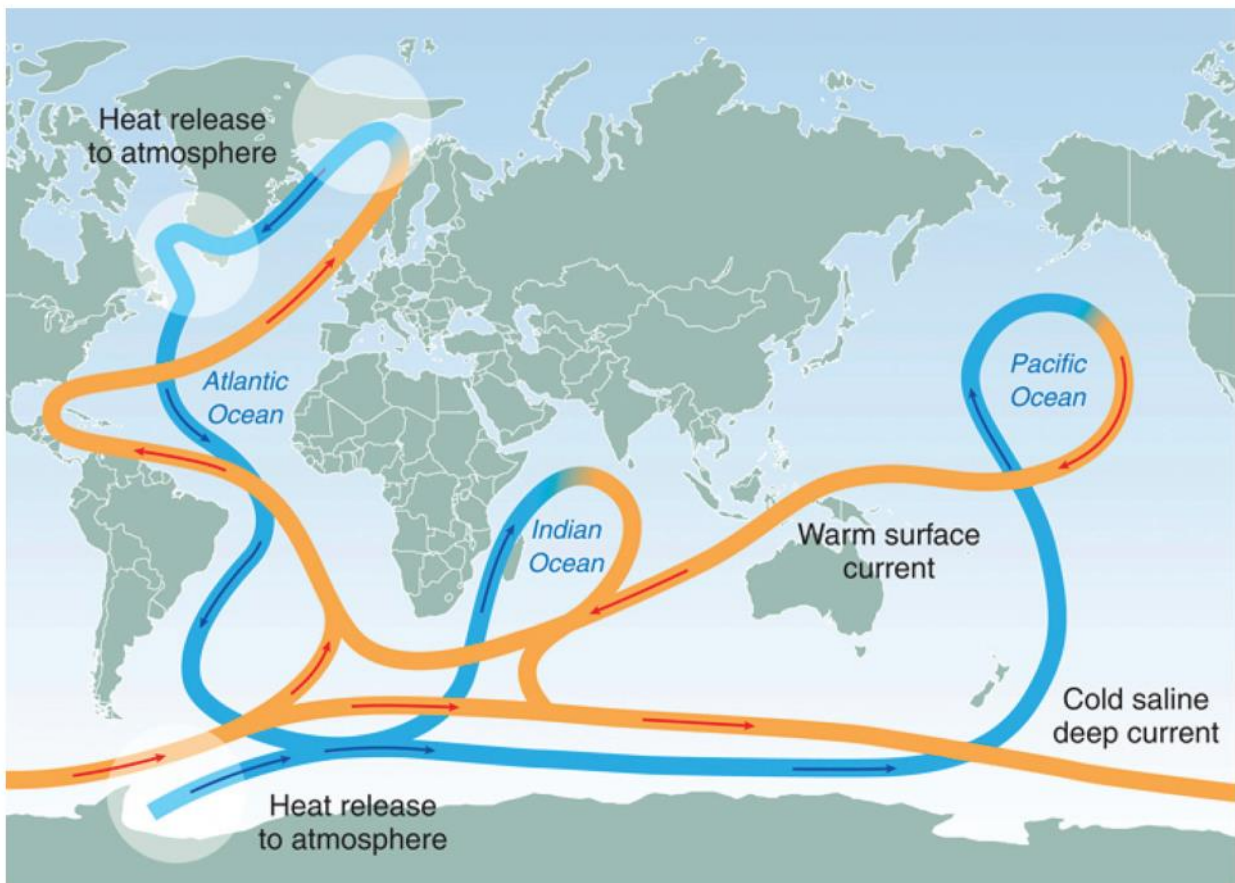 Heat release
to atmosphere
Atlantic
Ocean
Pacific
Ocean
Indian
Ocean
Warm surface
current
Cold saline
deep current
Heat release
to atmosphere